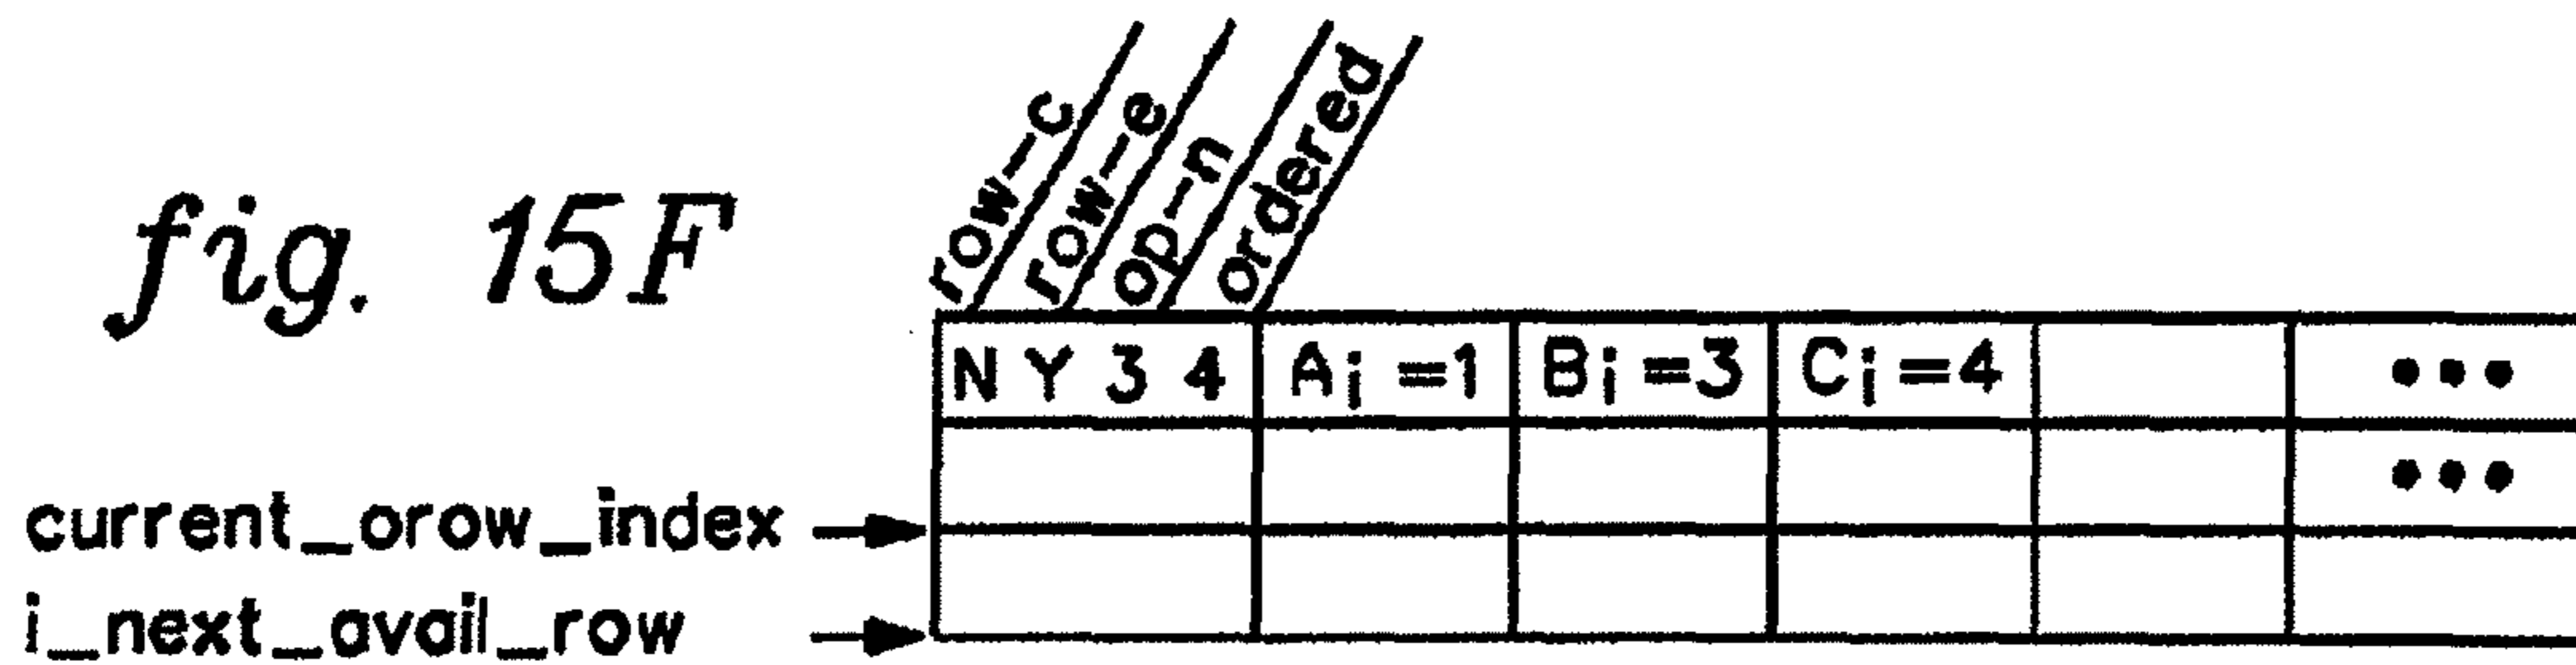 fig. 15F
row-c
row-e
op-n
ordered
N Y 3 4 Ai =1 Bi =3 Ci =4 •••
•••
current_orow_index
i_next_avail_row